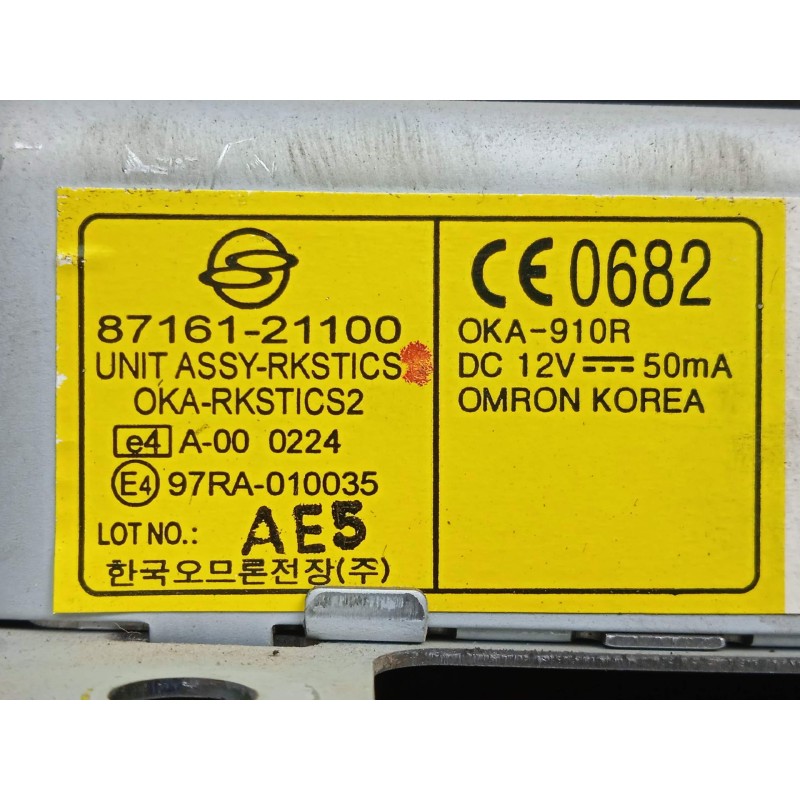 87161-21100
UNIT ASSY-RKSTICS
OKA-RKSTICS2
e4 A-00 0224
E4 97RA-010035
LOT NO.: AE5
한국오므론전장(주)
CE 0682
OKA-910R
DC 12V 50mA
OMRON KOREA